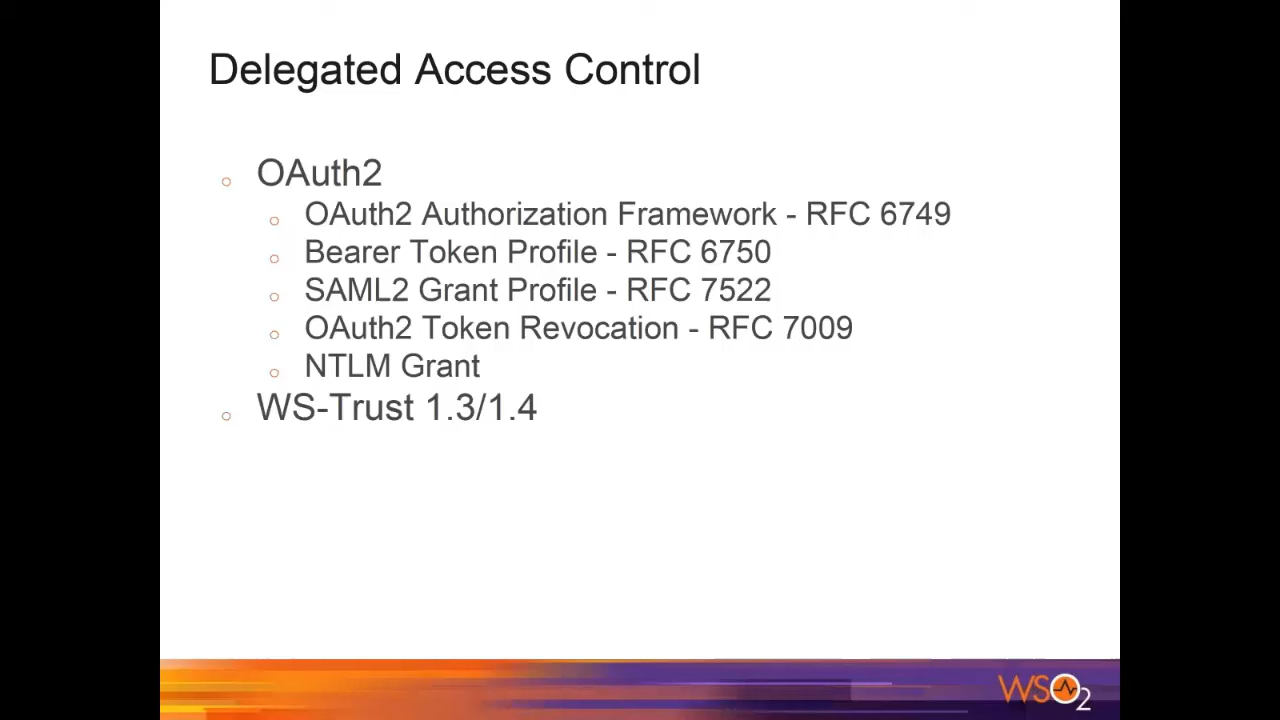 Delegated Access Control
OAuth2
OAuth2 Authorization Framework - RFC 6749
Bearer Token Profile - RFC 6750
SAML2 Grant Profile - RFC 7522
OAuth2 Token Revocation - RFC 7009
NTLM Grant
WS-Trust 1.3/1.4
WSO2